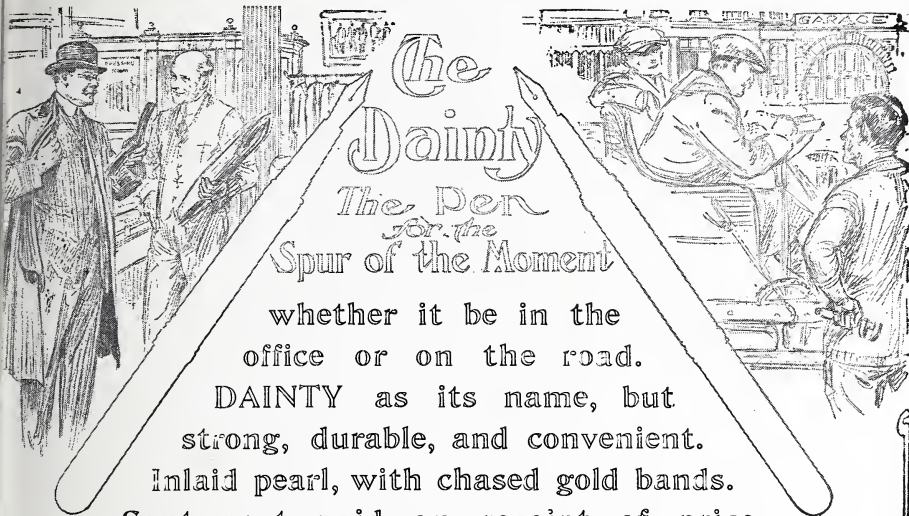 GARAGE
The
Dainty
The Pen
for the
Spur of the Moment
whether it be in the
office or on the road.
DAINTY as its name, but
strong, durable, and convenient.
Inlaid pearl, with chased gold bands.